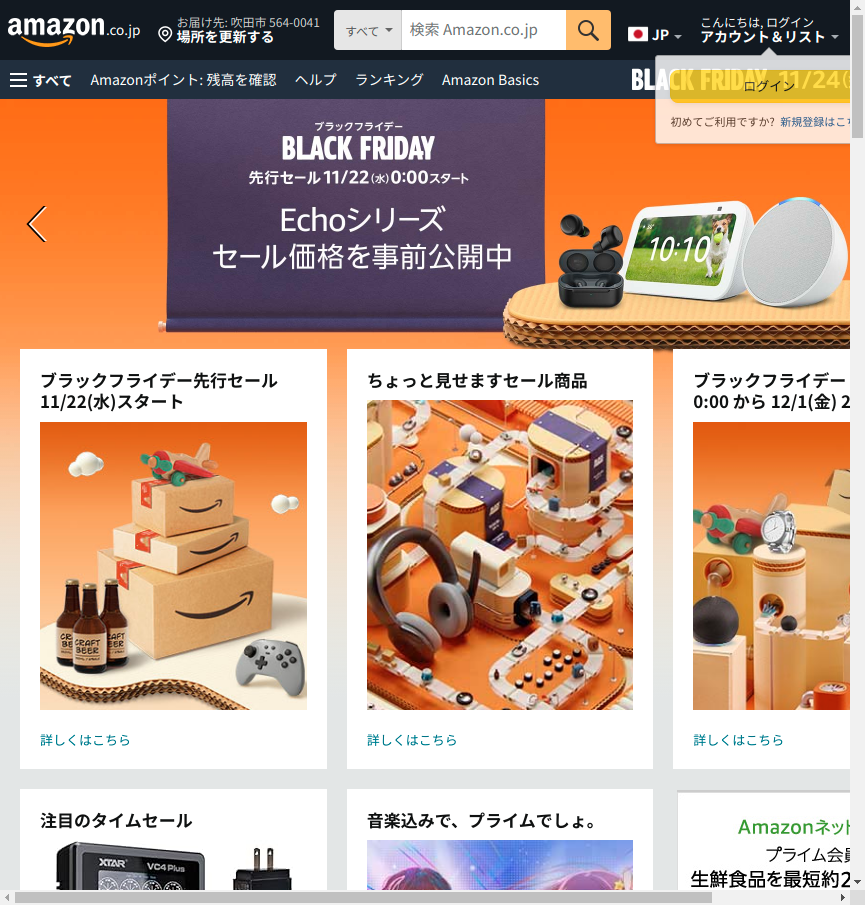 amazon.co.jp
お届け先: 吹田市 564-0041
場所を更新する
すべて
検索 Amazon.co.jp
JP
こんにちは, ログイン
アカウント＆リスト
すべて
Amazonポイント: 残高を確認
ヘルプ
ランキング
Amazon Basics
BLACK FRIDAY 11/24(
ログイン
初めてご利用ですか? 新規登録はこ
ブラックフライデー
BLACK FRIDAY
先行セール 11/22(水)0:00スタート
Echoシリーズ
セール価格を事前公開中
10:10
ブラックフライデー先行セール
11/22(水)スタート
CRAFT
BEER
詳しくはこちら
ちょっと見せますセール商品
詳しくはこちら
ブラックフライデー
0:00 から 12/1(金) 2
詳しくはこちら
注目のタイムセール
XTAR VC4 Plus
音楽込みで、プライムでしょ。
Amazonネット
プライム会員
生鮮食品を最短約2